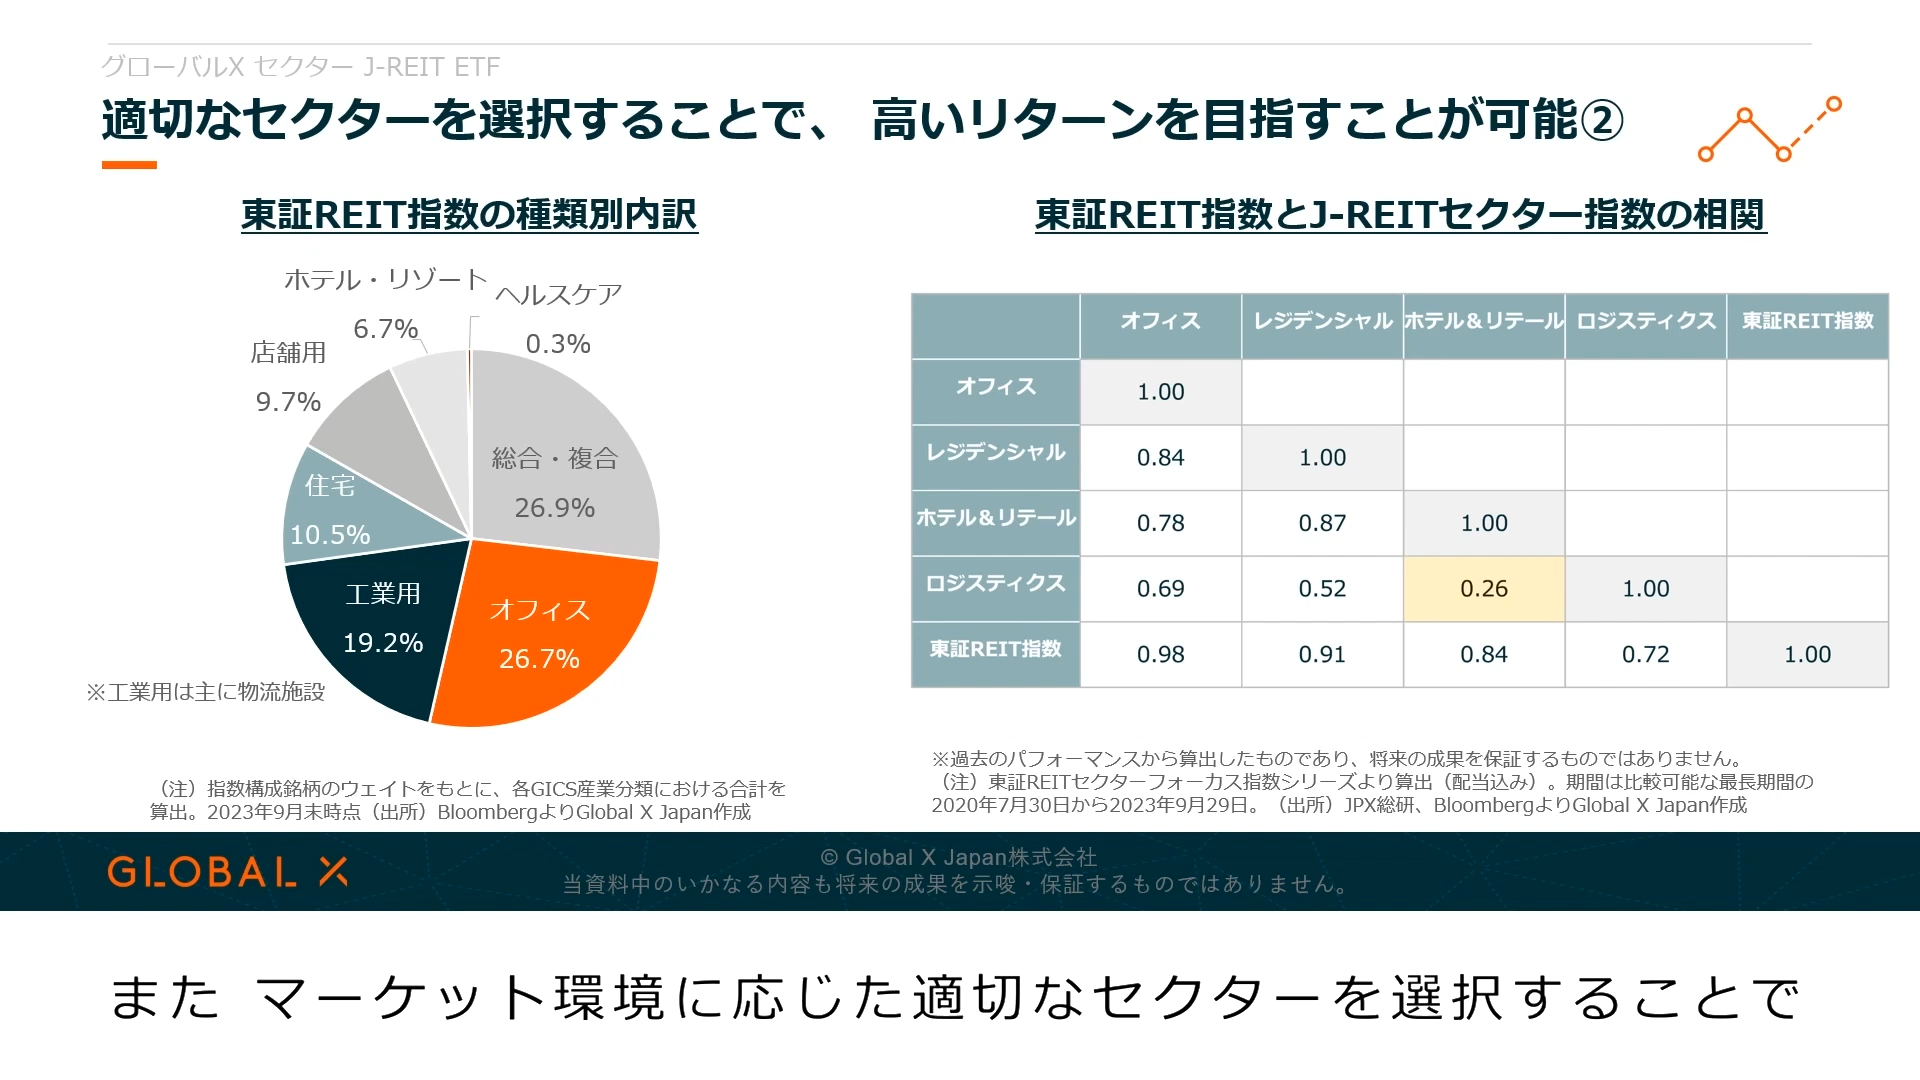 グローバルX セクター J-REIT ETF
適切なセクターを選択することで、 高いリターンを目指すことが可能②
東証REIT指数の種類別内訳
ホテル・リゾート
6.7%
ヘルスケア
0.3%
店舗用
9.7%
総合・複合
26.9%
住宅
10.5%
工業用
19.2%
オフィス
26.7%
※工業用は主に物流施設
（注）指数構成銘柄のウェイトをもとに、各GICS産業分類における合計を
算出。2023年9月末時点（出所）BloombergよりGlobal X Japan作成
東証REIT指数とJ-REITセクター指数の相関
オフィス レジデンシャル ホテル＆リテール ロジスティクス 東証REIT指数
オフィス 1.00
レジデンシャル 0.84 1.00
ホテル＆リテール 0.78 0.87 1.00
ロジスティクス 0.69 0.52 0.26 1.00
東証REIT指数 0.98 0.91 0.84 0.72 1.00
※過去のパフォーマンスから算出したものであり、将来の成果を保証するものではありません。
（注）東証REITセクターフォーカス指数シリーズより算出（配当込み）。期間は比較可能な最長期間の
2020年7月30日から2023年9月29日。（出所）JPX総研、BloombergよりGlobal X Japan作成
GLOBAL X
© Global X Japan株式会社
当資料中のいかなる内容も将来の成果を示唆・保証するものではありません。
また マーケット環境に応じた適切なセクターを選択することで